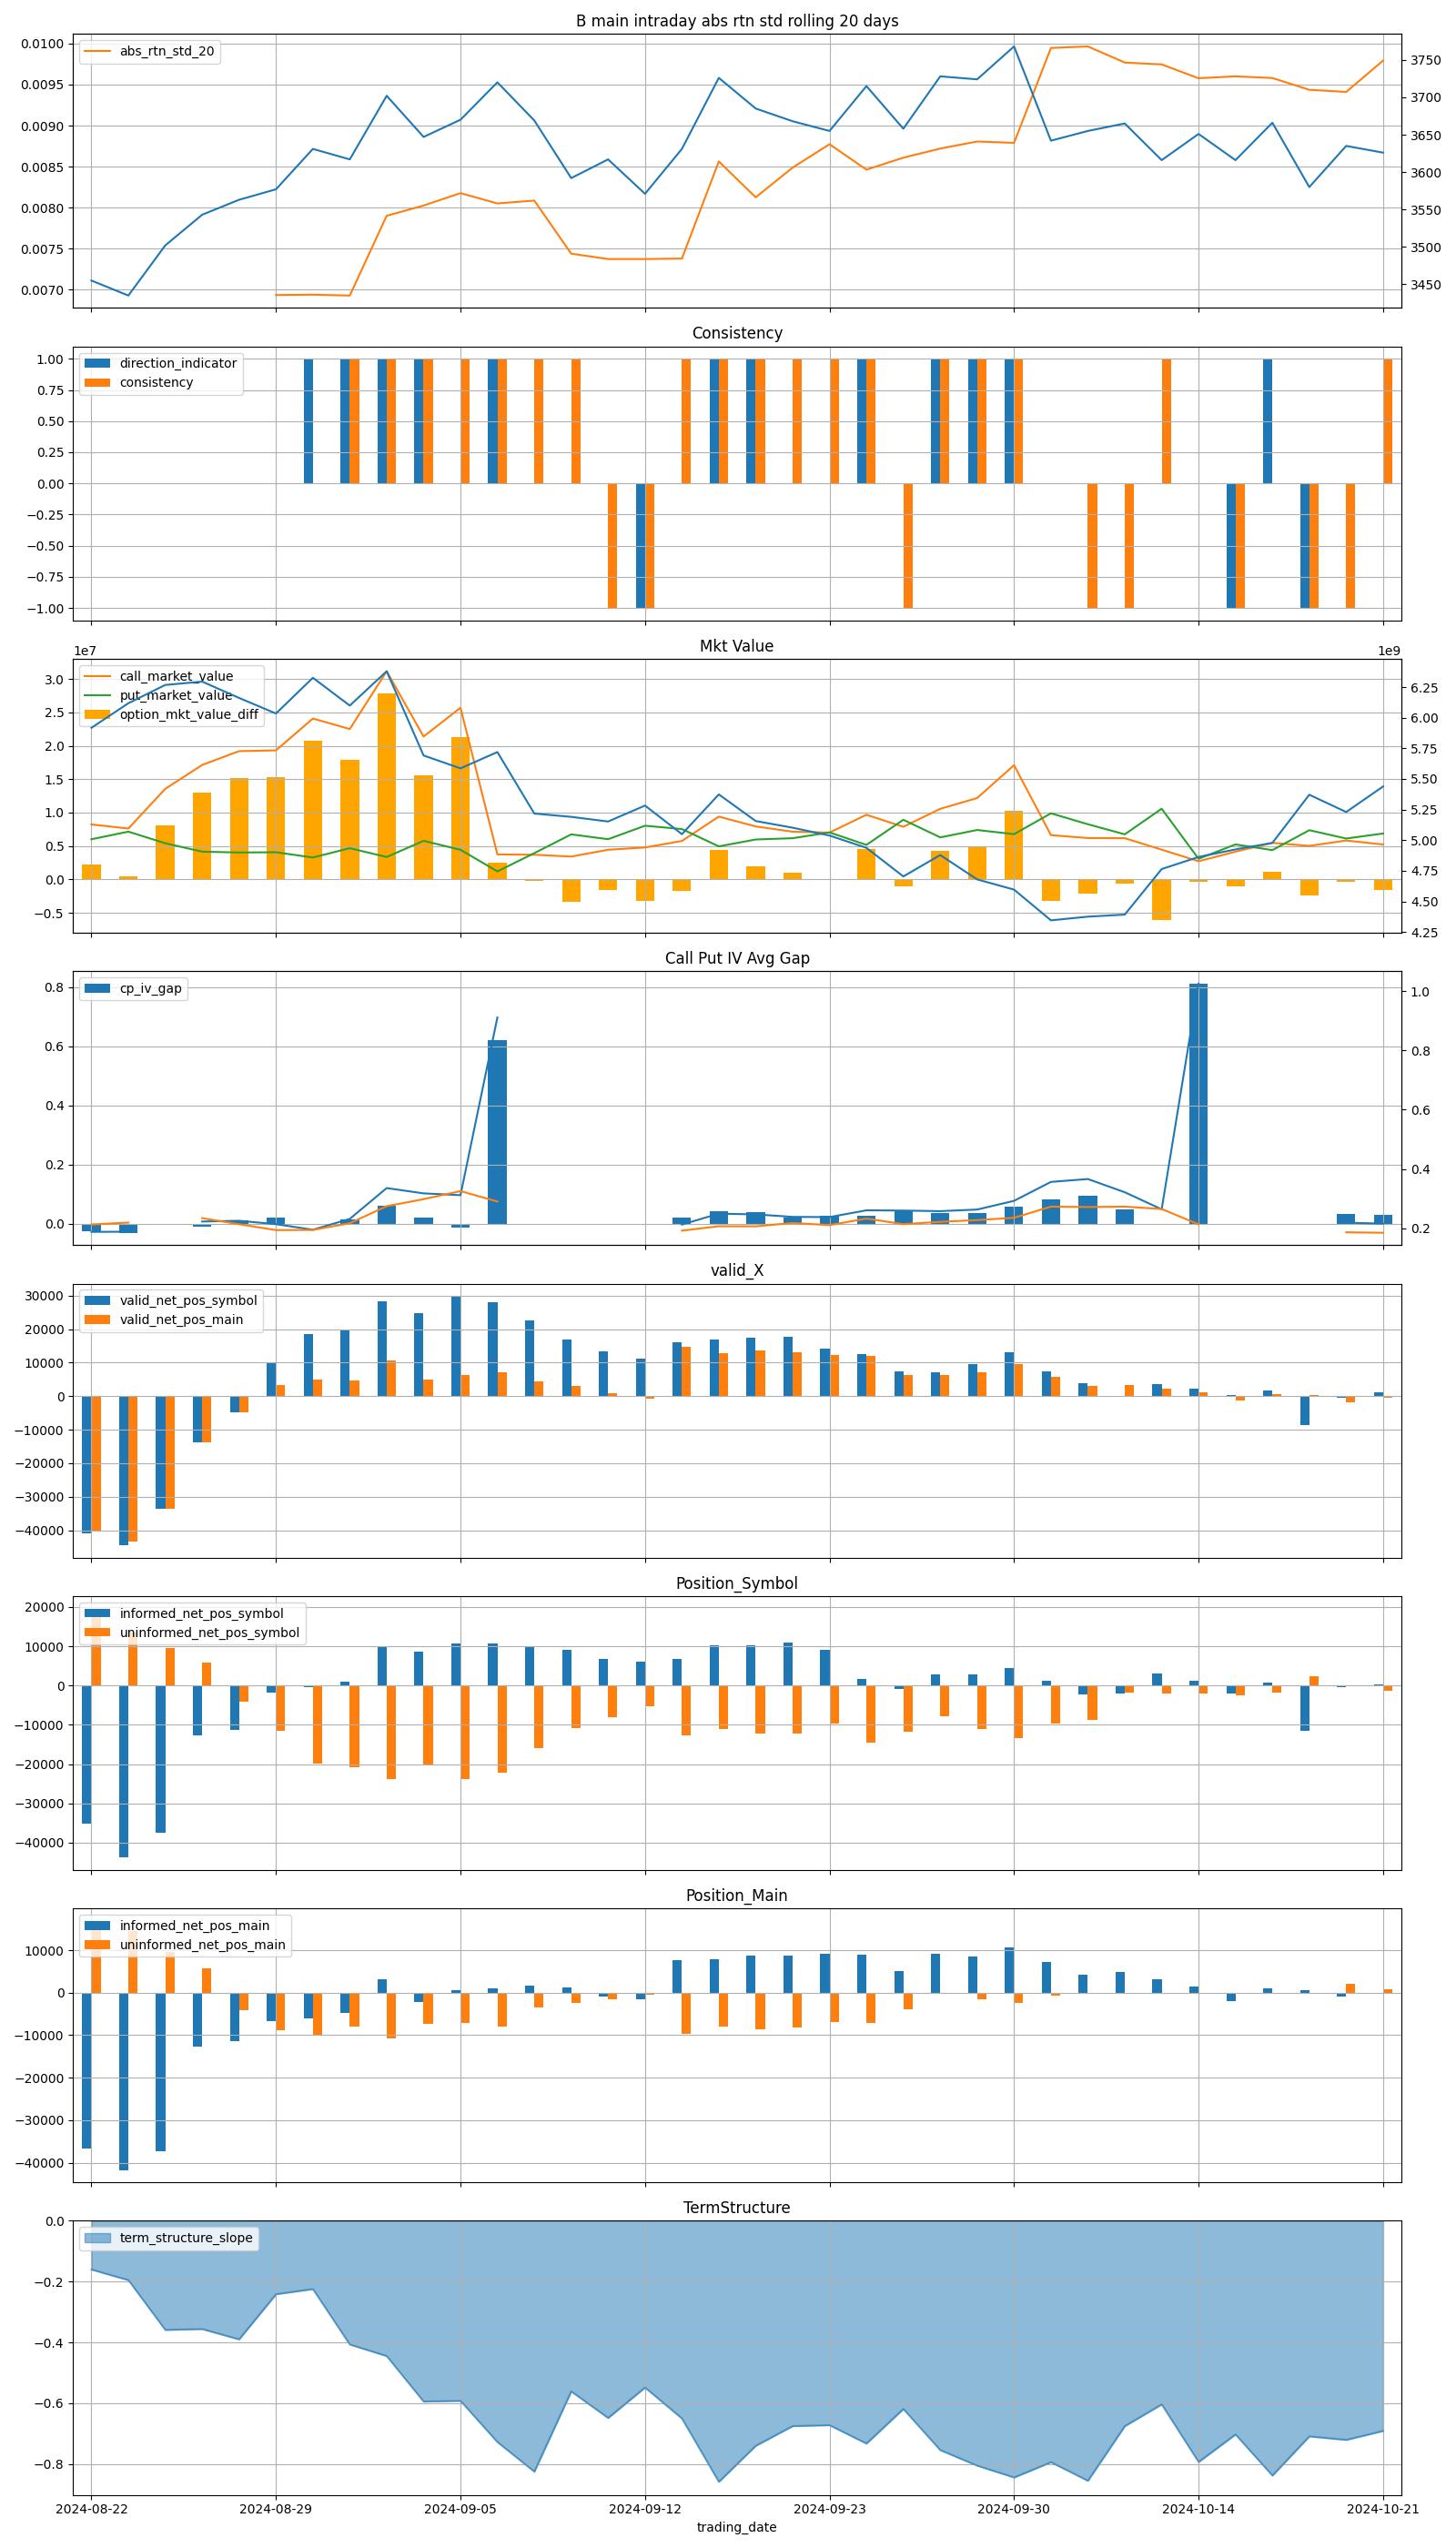 B main intraday abs rtn std rolling 20 days
abs_rtn_std_20
0.0100
0.0095
0.0090
0.0085
0.0080
0.0075
0.0070
3750
3700
3650
3600
3550
3500
3450
Consistency
direction_indicator
consistency
1.00
0.75
0.50
0.25
0.00
−0.25
−0.50
−0.75
−1.00
Mkt Value
1e7
1e9
call_market_value
put_market_value
option_mkt_value_diff
3.0
2.5
2.0
1.5
1.0
0.5
0.0
−0.5
6.25
6.00
5.75
5.50
5.25
5.00
4.75
4.50
4.25
Call Put IV Avg Gap
cp_iv_gap
0.8
0.6
0.4
0.2
0.0
1.0
0.8
0.6
0.4
0.2
valid_X
valid_net_pos_symbol
valid_net_pos_main
30000
20000
10000
0
−10000
−20000
−30000
−40000
Position_Symbol
informed_net_pos_symbol
uninformed_net_pos_symbol
20000
10000
0
−10000
−20000
−30000
−40000
Position_Main
informed_net_pos_main
uninformed_net_pos_main
10000
0
−10000
−20000
−30000
−40000
TermStructure
term_structure_slope
0.0
−0.2
−0.4
−0.6
−0.8
2024-08-22 2024-08-29 2024-09-05 2024-09-12 2024-09-23 2024-09-30 2024-10-14 2024-10-21
trading_date